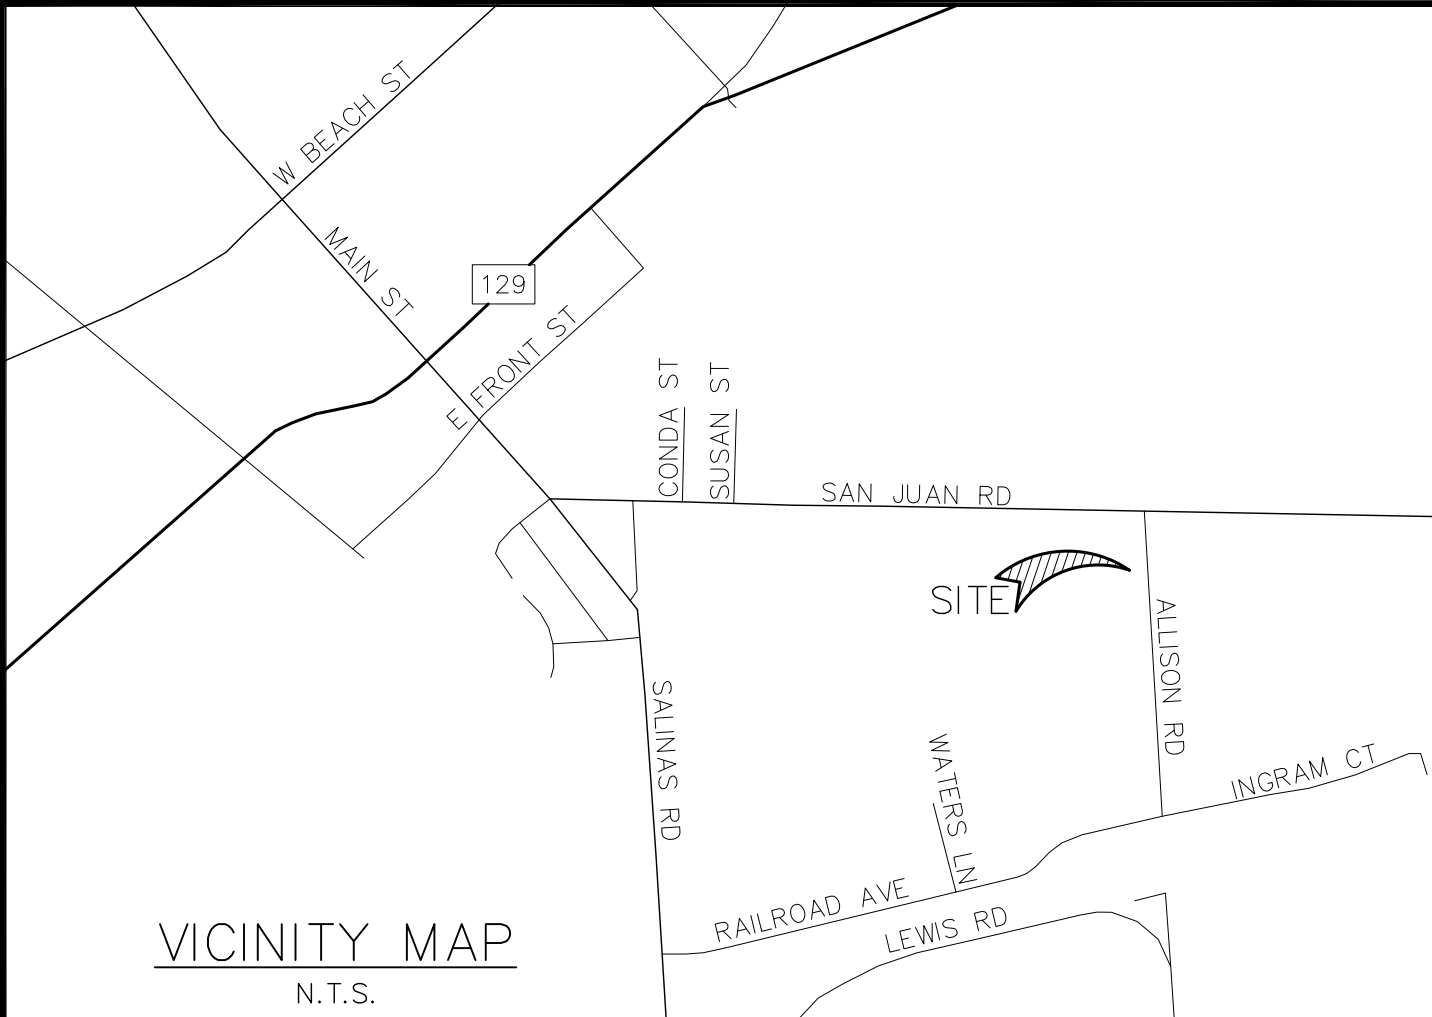 W BEACH ST
MAIN ST
129
E FRONT ST
CONDA ST
SUSAN ST
SAN JUAN RD
SITE
ALLISON RD
SALINAS RD
WATERS LN
INGRAM CT
RAILROAD AVE
LEWIS RD
VICINITY MAP
N.T.S.